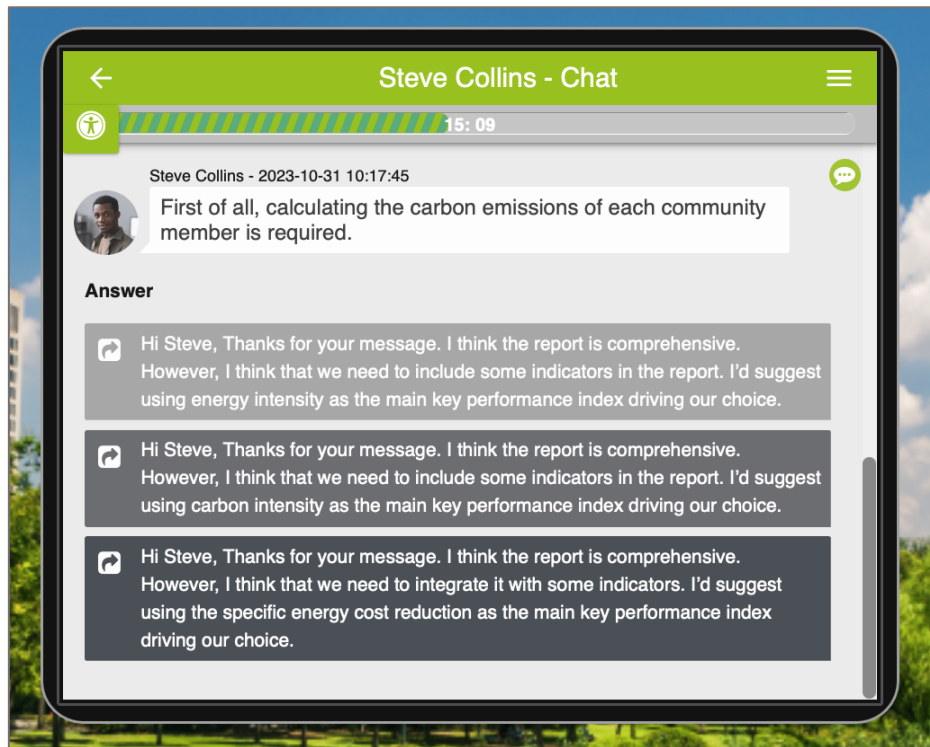 Steve Collins - Chat
15: 09
Steve Collins - 2023-10-31 10:17:45
First of all, calculating the carbon emissions of each community
member is required.
Answer
Hi Steve, Thanks for your message. I think the report is comprehensive.
However, I think that we need to include some indicators in the report. I’d suggest
using energy intensity as the main key performance index driving our choice.
Hi Steve, Thanks for your message. I think the report is comprehensive.
However, I think that we need to include some indicators in the report. I’d suggest
using carbon intensity as the main key performance index driving our choice.
Hi Steve, Thanks for your message. I think the report is comprehensive.
However, I think that we need to integrate it with some indicators. I’d suggest
using the specific energy cost reduction as the main key performance index
driving our choice.